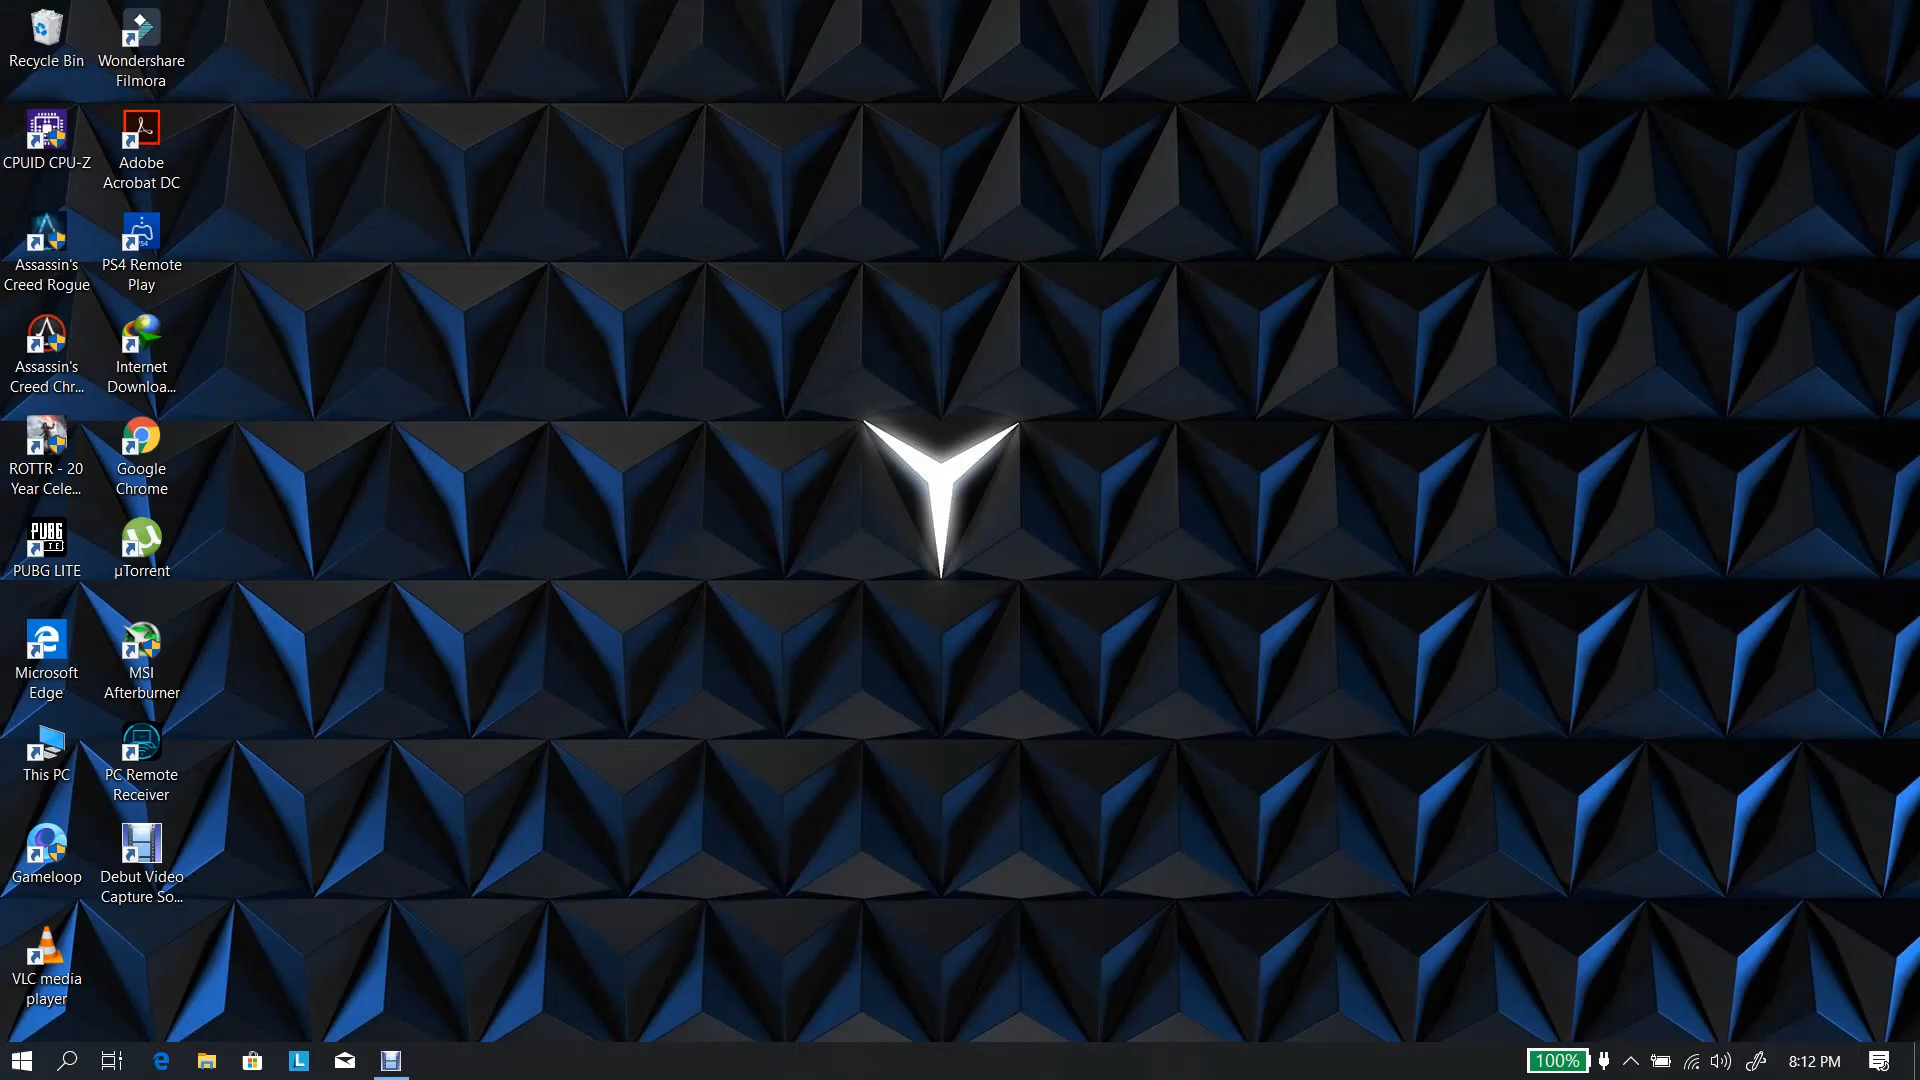 Recycle Bin
Wondershare
Filmora
CPUID CPU-Z
Adobe
Acrobat DC
Assassin's
Creed Rogue
PS4 Remote
Play
Assassin's
Creed Chr...
Internet
Downloa...
ROTTR - 20
Year Cele...
Google
Chrome
PUBG LITE
µTorrent
Microsoft
Edge
MSI
Afterburner
This PC
PC Remote
Receiver
Gameloop
Debut Video
Capture So...
VLC media
player
L
100%
8:12 PM